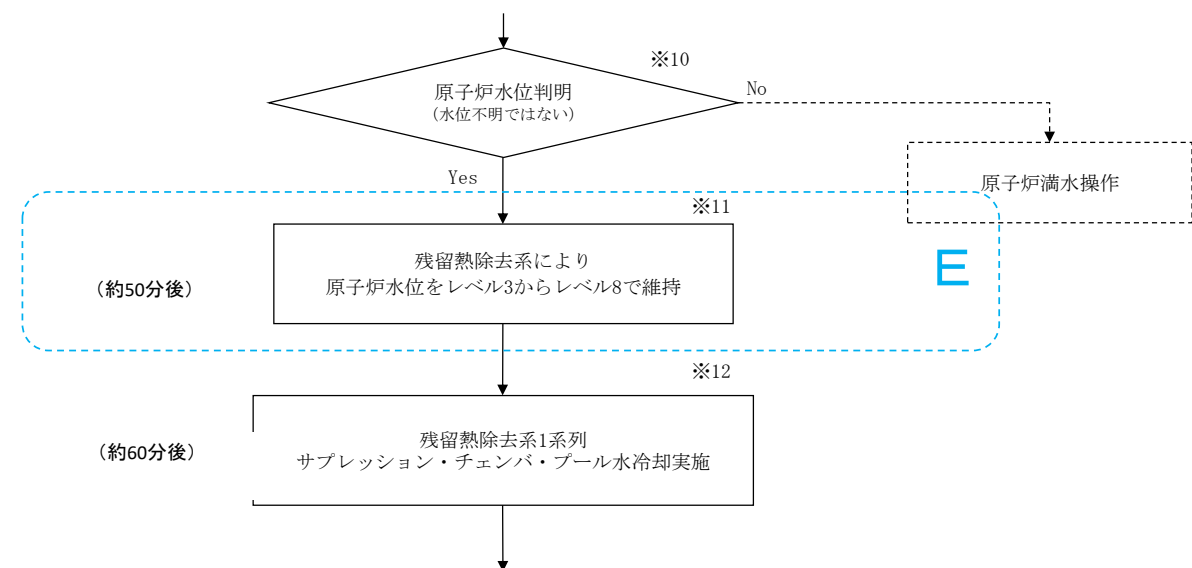 ※10
原子炉水位判明
(水位不明ではない)
No
原子炉満水操作
Yes
※11
残留熱除去系により
原子炉水位をレベル3からレベル8で維持
(約50分後)
E
※12
残留熱除去系1系列
サプレッション・チェンバ・プール水冷却実施
(約60分後)